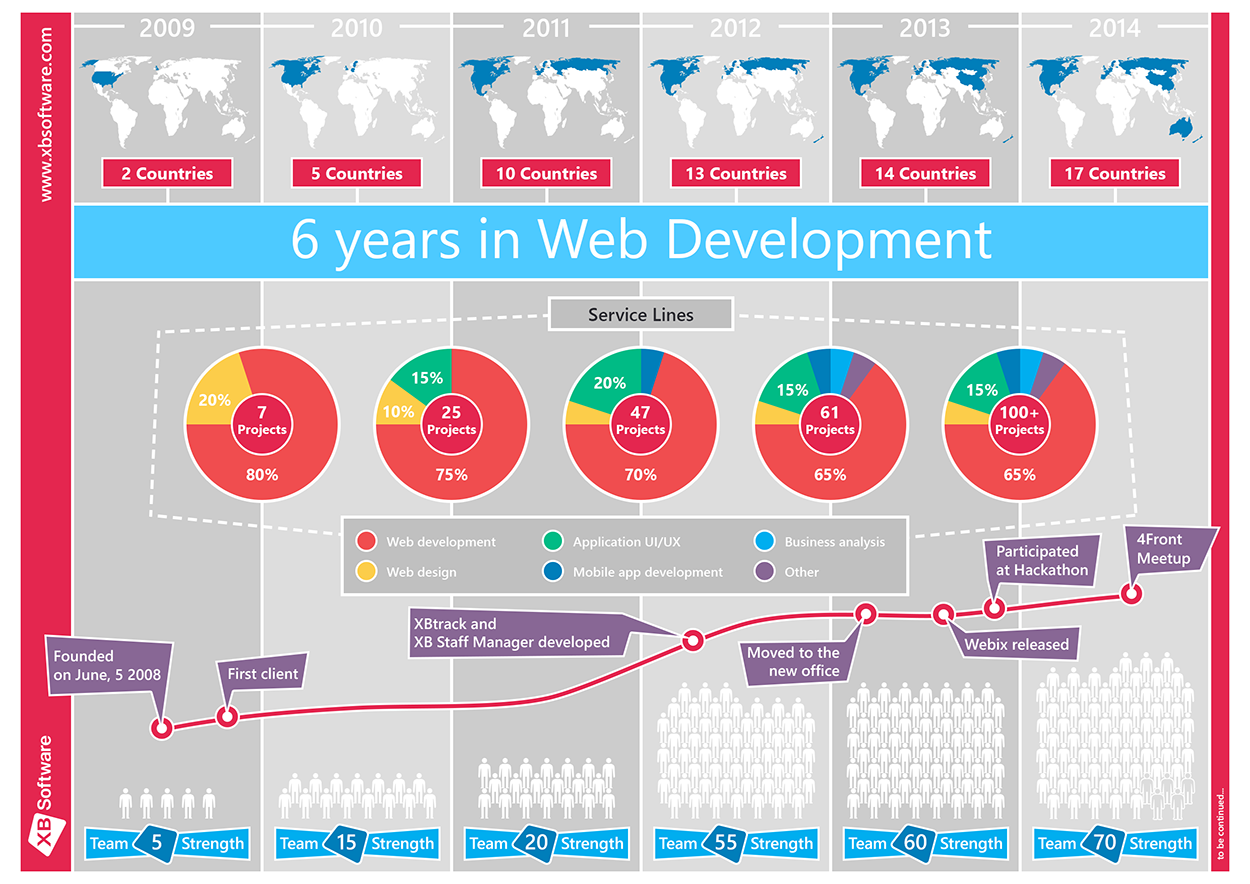 www.xbsoftware.com
2009
2010
2011
2012
2013
2014
2 Countries
5 Countries
10 Countries
13 Countries
14 Countries
17 Countries
6 years in Web Development
Service Lines
20%
7
Projects
80%
15%
10%
25
Projects
75%
20%
47
Projects
70%
15%
61
Projects
65%
15%
100+
Projects
65%
Web development
Application UI/UX
Business analysis
Web design
Mobile app development
Other
Founded
on June, 5 2008
First client
XBtrack and
XB Staff Manager developed
Moved to the
new office
Webix released
Participated
at Hackathon
4Front
Meetup
XB Software
Team 5 Strength
Team 15 Strength
Team 20 Strength
Team 55 Strength
Team 60 Strength
Team 70 Strength
to be continued...